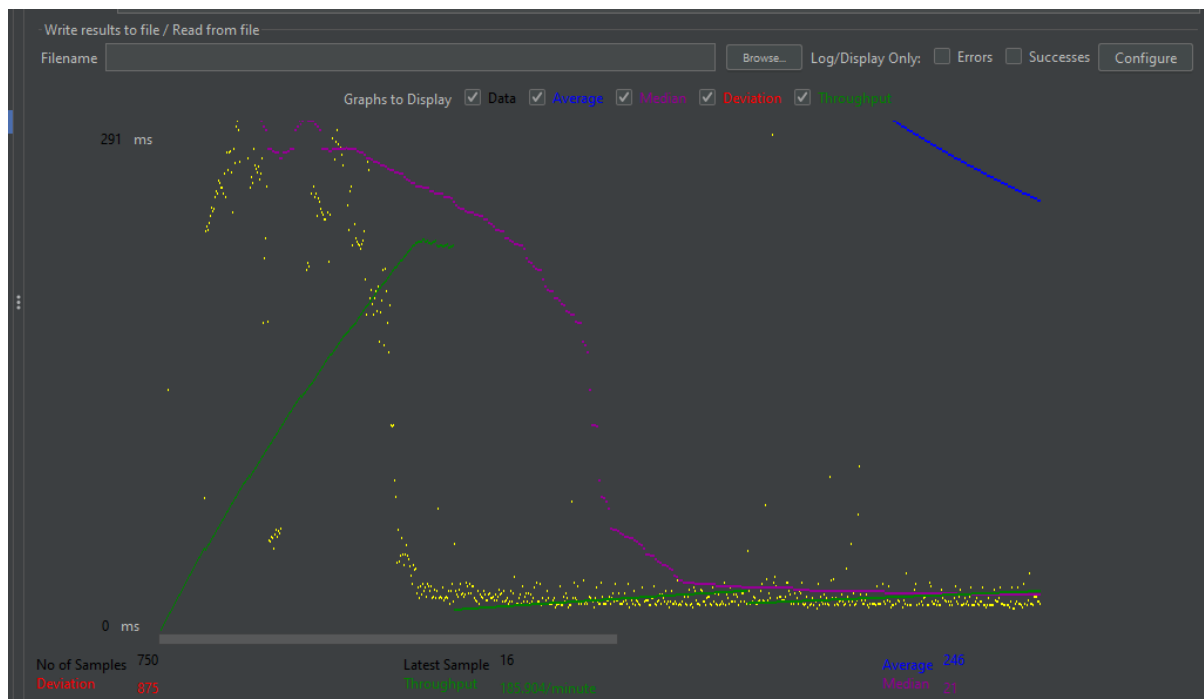 Write results to file / Read from file
Filename Browse... Log/Display Only: Errors Successes Configure
Graphs to Display Data Average Median Deviation Throughput
291 ms
0 ms
No of Samples 750 Latest Sample 16 Average 246
Deviation 875 Throughput 185,904/minute Median 21